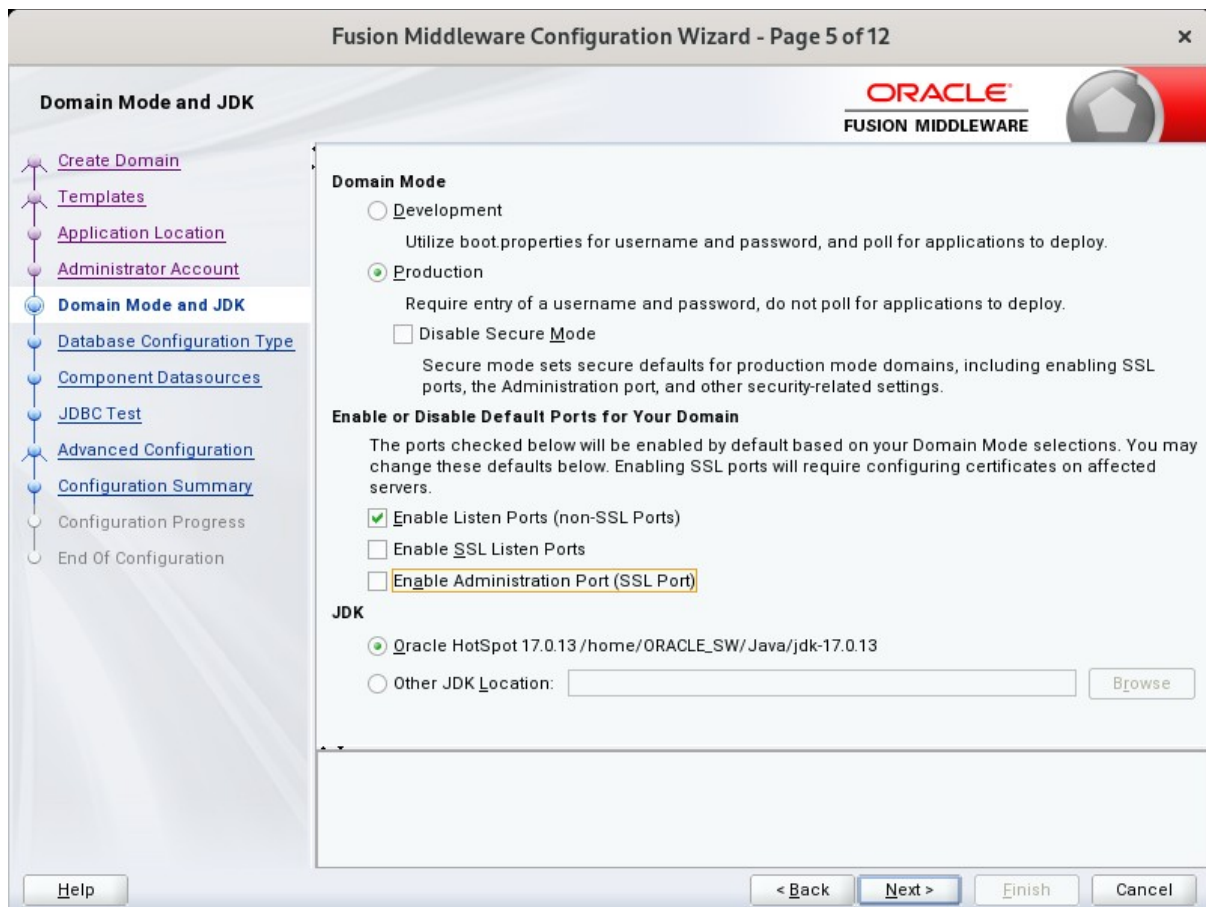 Fusion Middleware Configuration Wizard - Page 5 of 12
Domain Mode and JDK
ORACLE
FUSION MIDDLEWARE
Create Domain
Templates
Application Location
Administrator Account
Domain Mode and JDK
Database Configuration Type
Component Datasources
JDBC Test
Advanced Configuration
Configuration Summary
Configuration Progress
End Of Configuration
Domain Mode
Development
Utilize boot.properties for username and password, and poll for applications to deploy.
Production
Require entry of a username and password, do not poll for applications to deploy.
Disable Secure Mode
Secure mode sets secure defaults for production mode domains, including enabling SSL
ports, the Administration port, and other security-related settings.
Enable or Disable Default Ports for Your Domain
The ports checked below will be enabled by default based on your Domain Mode selections. You may
change these defaults below. Enabling SSL ports will require configuring certificates on affected
servers.
Enable Listen Ports (non-SSL Ports)
Enable SSL Listen Ports
Enable Administration Port (SSL Port)
JDK
Oracle HotSpot 17.0.13 /home/ORACLE_SW/Java/jdk-17.0.13
Other JDK Location:
Browse
Help
< Back
Next >
Finish
Cancel